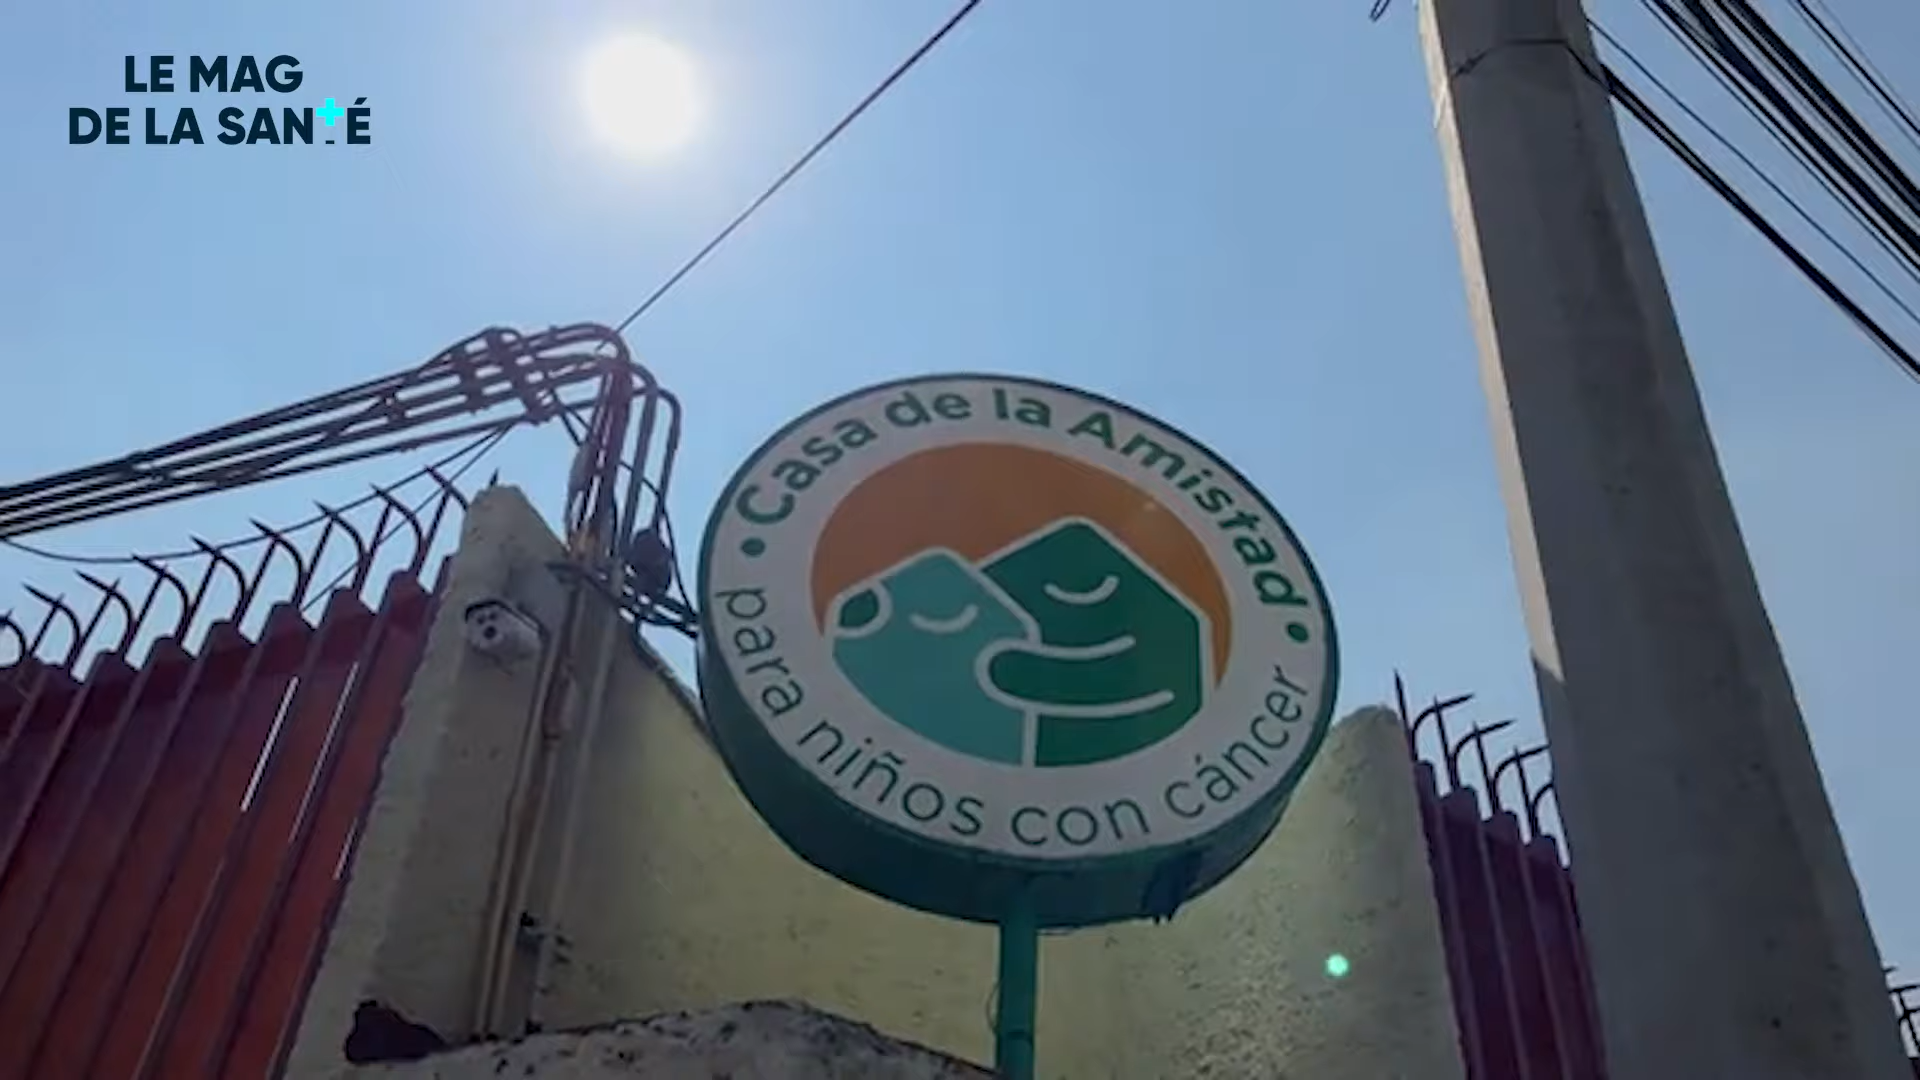 LE MAG
DE LA SANTÉ
• Casa de la Amistad •
para niños con cáncer